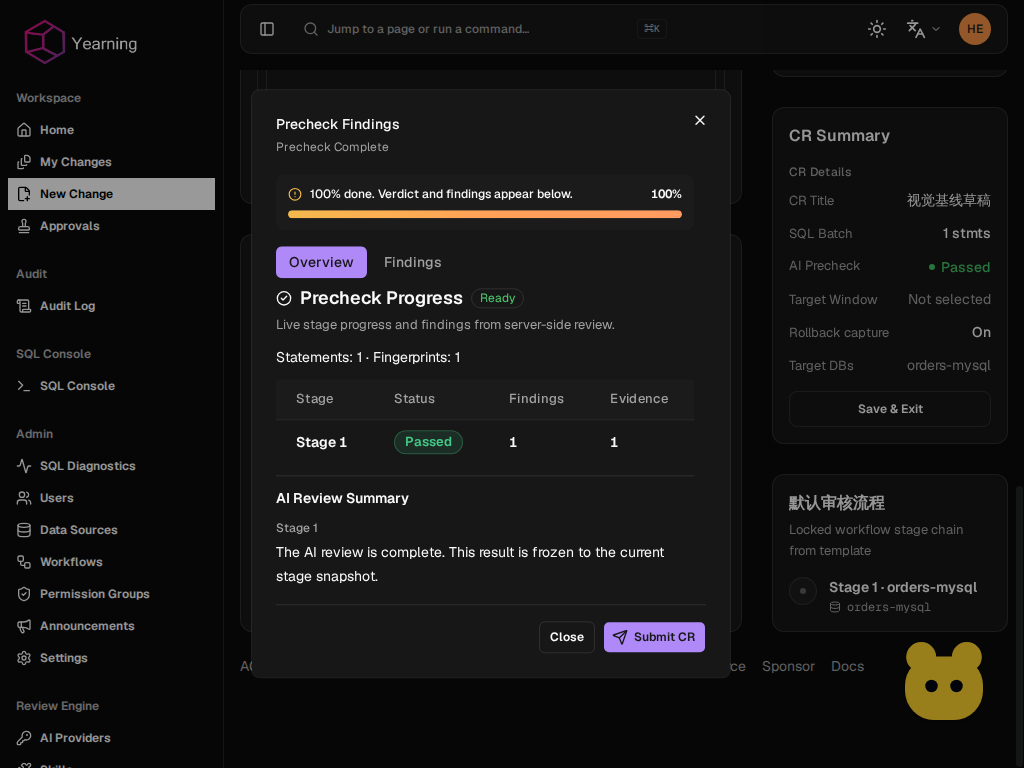 Yearning
Workspace
Home
My Changes
New Change
Approvals
Audit
Audit Log
SQL Console
SQL Console
Admin
SQL Diagnostics
Users
Data Sources
Workflows
Permission Groups
Announcements
Settings
Review Engine
AI Providers
Jump to a page or run a command...
⌘K
HE
Precheck Findings
Precheck Complete
100% done. Verdict and findings appear below. 100%
Overview Findings
Precheck Progress Ready
Live stage progress and findings from server-side review.
Statements: 1 · Fingerprints: 1
Stage Status Findings Evidence
Stage 1 Passed 1 1
AI Review Summary
Stage 1
The AI review is complete. This result is frozen to the current
stage snapshot.
Close Submit CR
CR Summary
CR Details
CR Title 视觉基线草稿
SQL Batch 1 stmts
AI Precheck Passed
Target Window Not selected
Rollback capture On
Target DBs orders-mysql
Save & Exit
默认审核流程
Locked workflow stage chain
from template
Stage 1 · orders-mysql
orders-mysql
Sponsor Docs